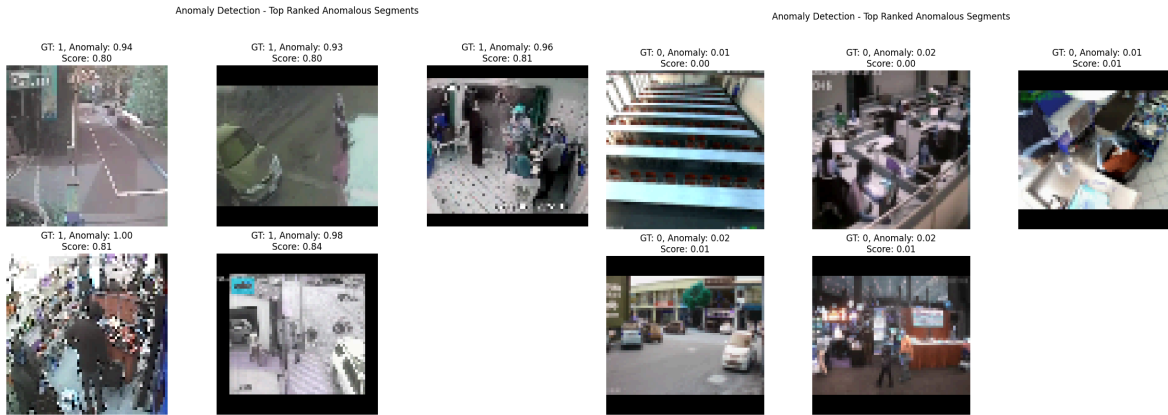 Anomaly Detection - Top Ranked Anomalous Segments
GT: 1, Anomaly: 0.94
Score: 0.80
GT: 1, Anomaly: 0.93
Score: 0.80
GT: 1, Anomaly: 0.96
Score: 0.81
GT: 1, Anomaly: 1.00
Score: 0.81
GT: 1, Anomaly: 0.98
Score: 0.84
Anomaly Detection - Top Ranked Anomalous Segments
GT: 0, Anomaly: 0.01
Score: 0.00
GT: 0, Anomaly: 0.02
Score: 0.00
GT: 0, Anomaly: 0.01
Score: 0.01
GT: 0, Anomaly: 0.02
Score: 0.01
GT: 0, Anomaly: 0.02
Score: 0.01